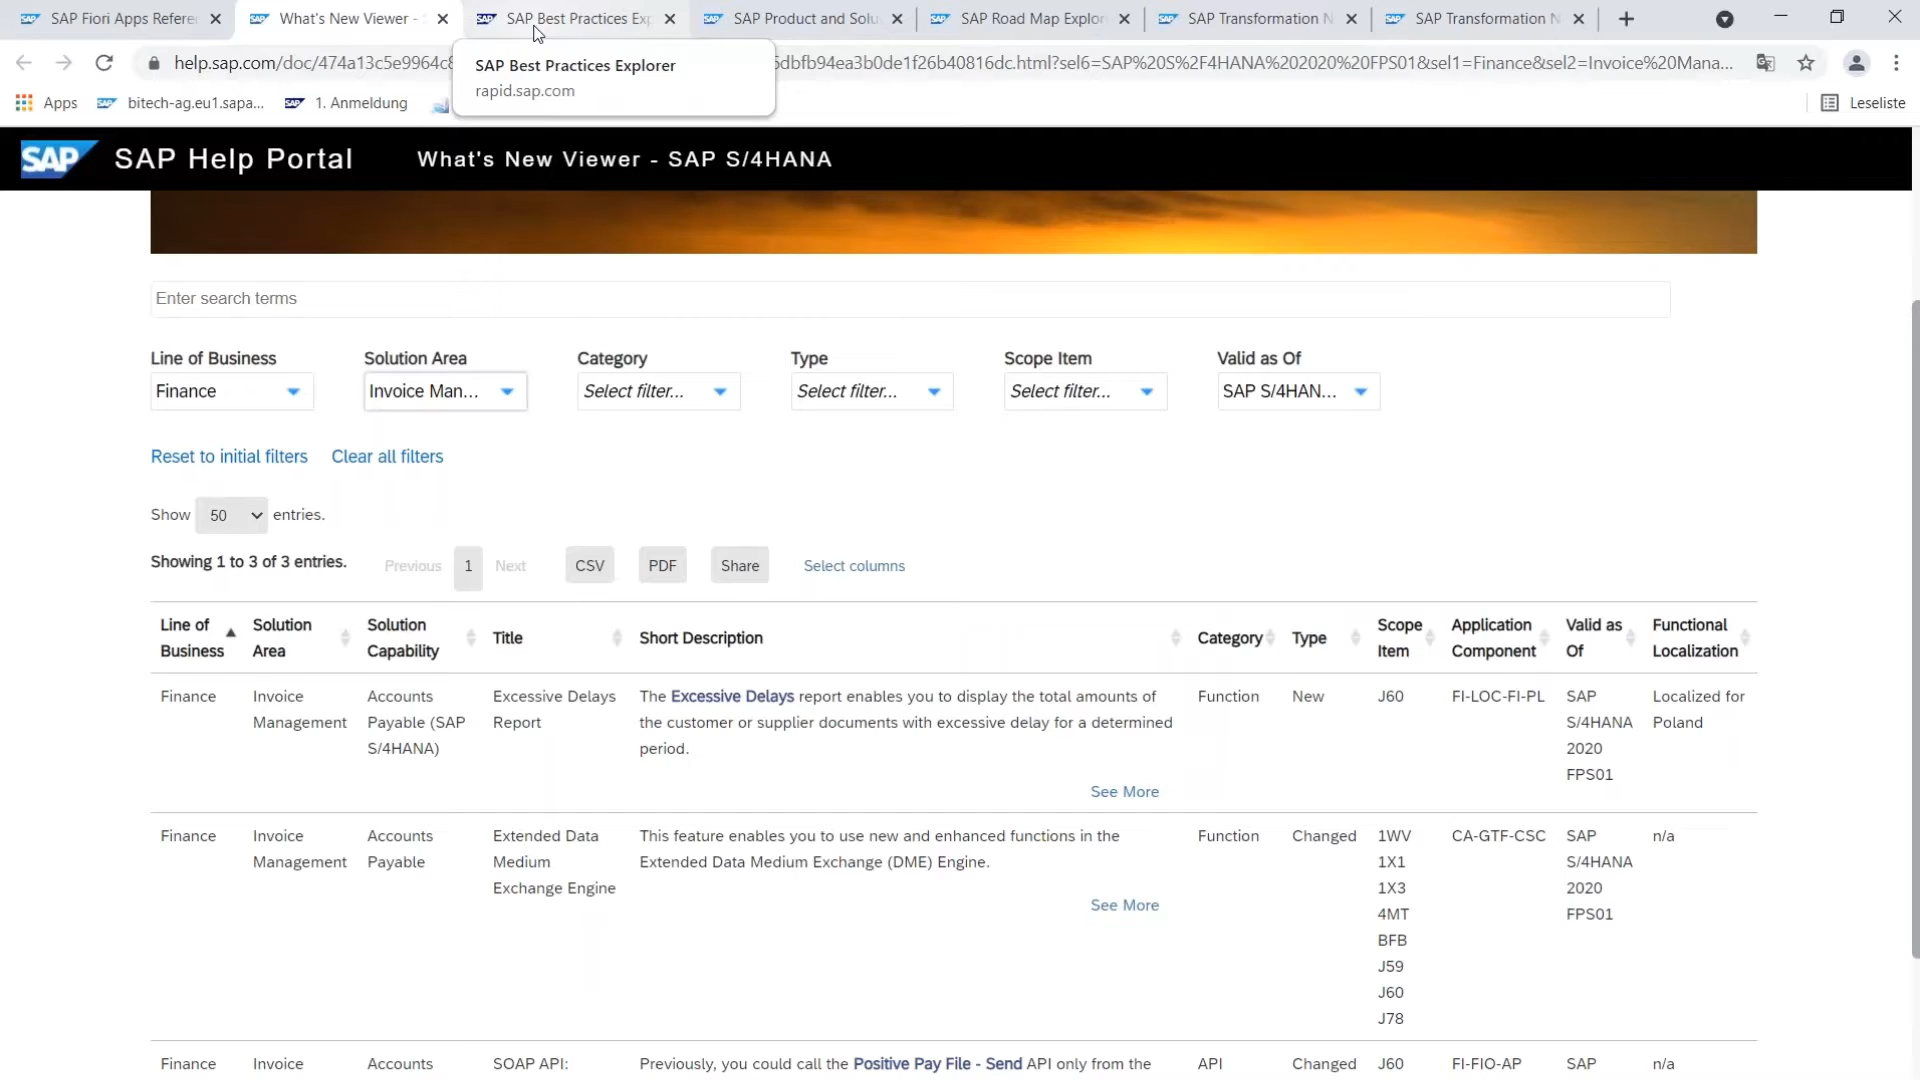 SAP Fiori Apps Refere
What's New Viewer -
SAP Best Practices Exp
SAP Product and Solu
SAP Road Map Explor
SAP Transformation N
SAP Transformation N
help.sap.com/doc/474a13c5e9964c8
5dbfb94ea3b0de1f26b40816dc.html?sel6=SAP%20S%2F4HANA%202020%20FPS01&sel1=Finance&sel2=Invoice%20Mana...
SAP Best Practices Explorer
rapid.sap.com
Apps
bitech-ag.eu1.sapa...
SAP
1. Anmeldung
Leseliste
SAP
SAP Help Portal
What's New Viewer - SAP S/4HANA
Enter search terms
Line of Business
Solution Area
Category
Type
Scope Item
Valid as Of
Finance
Invoice Man...
Select filter...
Select filter...
Select filter...
SAP S/4HAN...
Reset to initial filters
Clear all filters
Show 50 entries.
Showing 1 to 3 of 3 entries.
Previous
1
Next
CSV
PDF
Share
Select columns
Line of
Business
Solution
Area
Solution
Capability
Title
Short Description
Category
Type
Scope
Item
Application
Component
Valid as
Of
Functional
Localization
Finance
Invoice
Management
Accounts
Payable (SAP
S/4HANA)
Excessive Delays
Report
The Excessive Delays report enables you to display the total amounts of
the customer or supplier documents with excessive delay for a determined
period.
See More
Function
New
J60
FI-LOC-FI-PL
SAP
S/4HANA
2020
FPS01
Localized for
Poland
Finance
Invoice
Management
Accounts
Payable
Extended Data
Medium
Exchange Engine
This feature enables you to use new and enhanced functions in the
Extended Data Medium Exchange (DME) Engine.
See More
Function
Changed
1WV
1X1
1X3
4MT
BFB
J59
J60
J78
CA-GTF-CSC
SAP
S/4HANA
2020
FPS01
n/a
Finance
Invoice
Accounts
SOAP API:
Previously, you could call the Positive Pay File - Send API only from the
API
Changed
J60
FI-FIO-AP
SAP
n/a